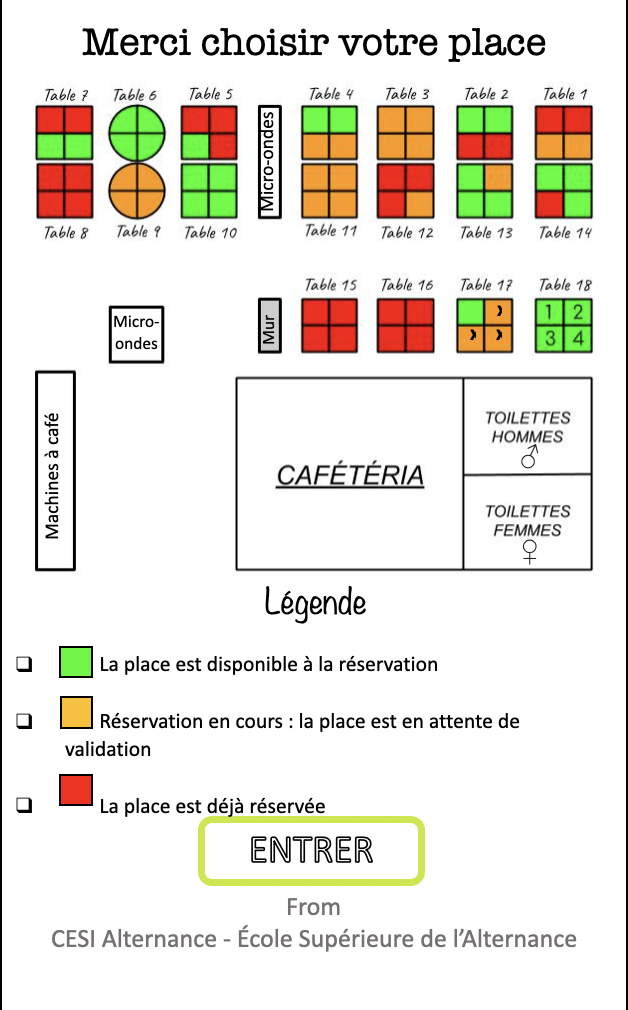 Merci choisir votre place
Table 7 Table 6 Table 5 Table 4 Table 3 Table 2 Table 1
Micro-ondes
Table 8 Table 9 Table 10 Table 11 Table 12 Table 13 Table 14
Table 15 Table 16 Table 17 Table 18
Micro-
ondes
Mur
1 2
3 4
Machines à café
CAFÉTÉRIA
TOILETTES
HOMMES
♂
TOILETTES
FEMMES
♀
Légende
La place est disponible à la réservation
Réservation en cours : la place est en attente de
validation
La place est déjà réservée
ENTRER
From
CESI Alternance - École Supérieure de l’Alternance